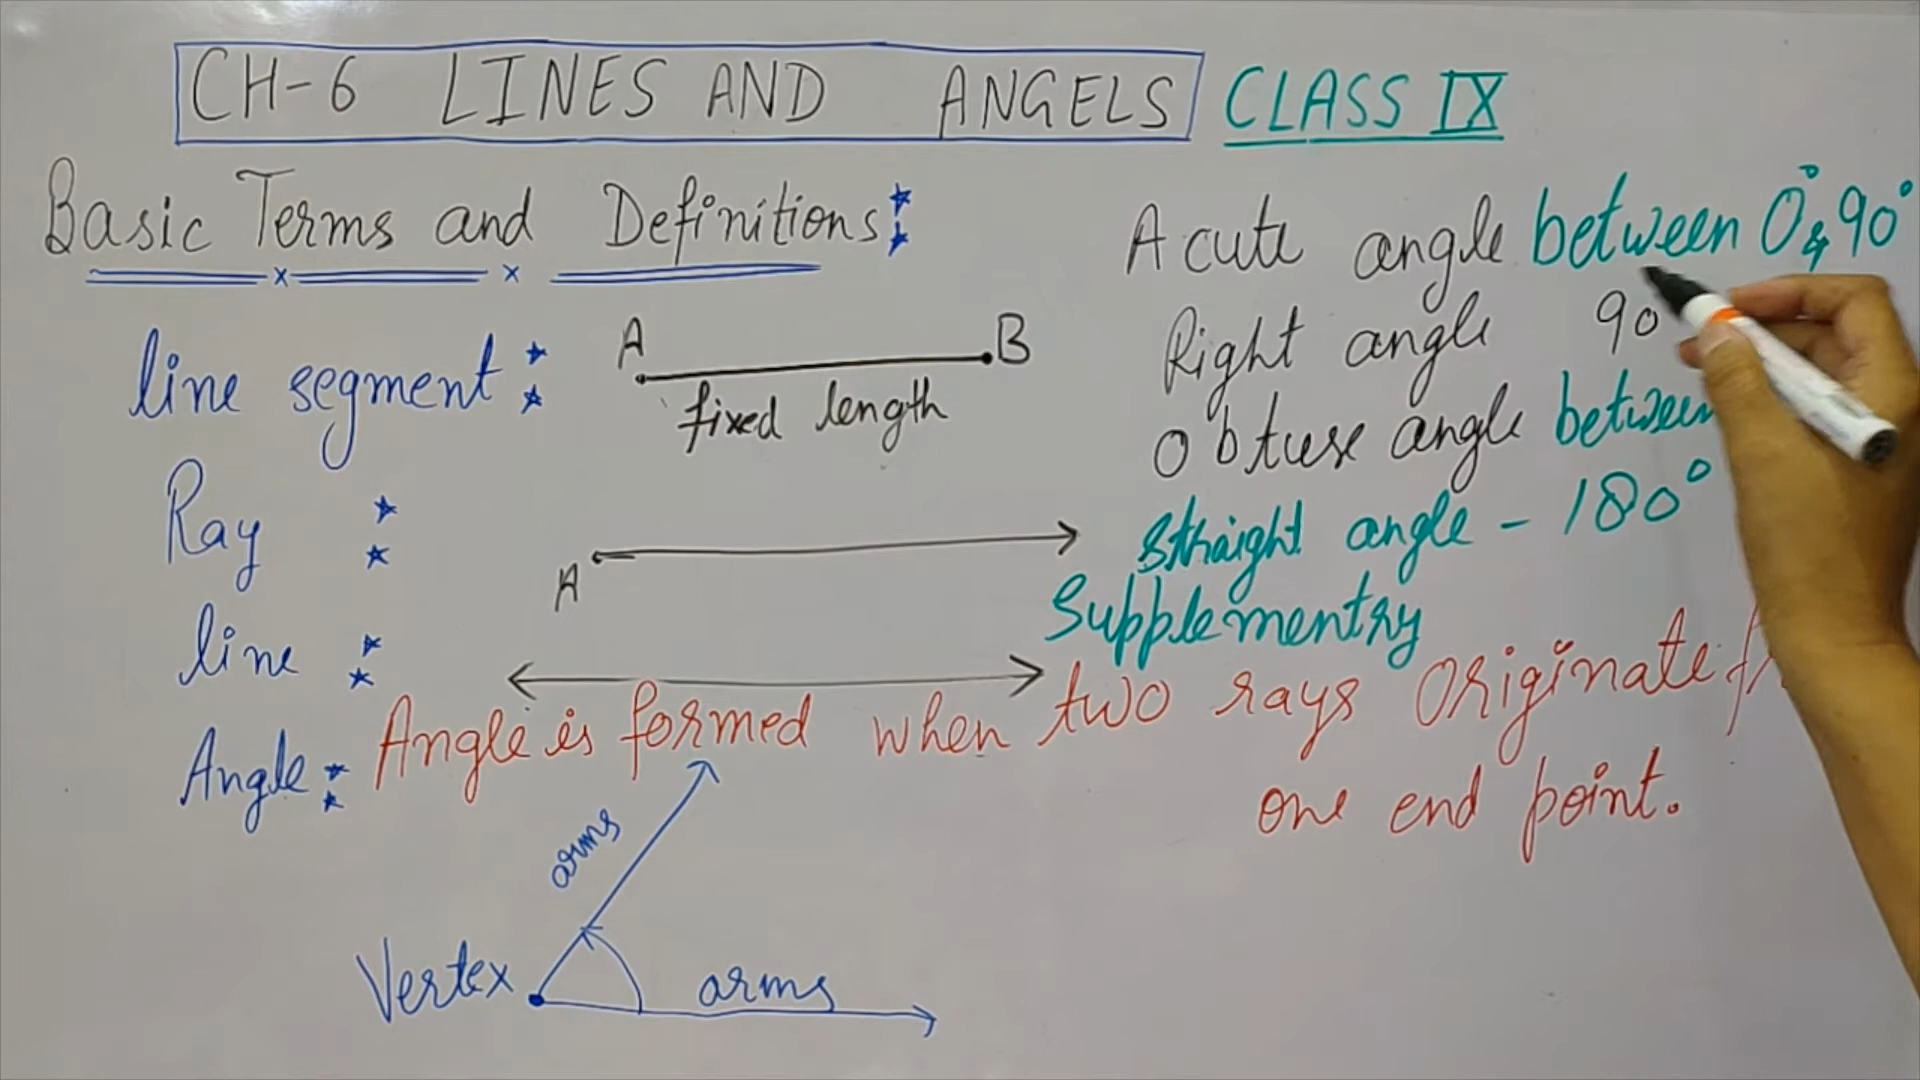 CH-6 LINES AND ANGELS CLASS IX
Basic Terms and Definitions:
Acute angle between 0° & 90°
Right angle 90
Obtuse angle between
Straight angle - 180°
Supplementry
line segment :
A B
fixed length
Ray :
A
line :
Angle : Angle is formed when two rays Originate
one end point.
arms
Vertex arms